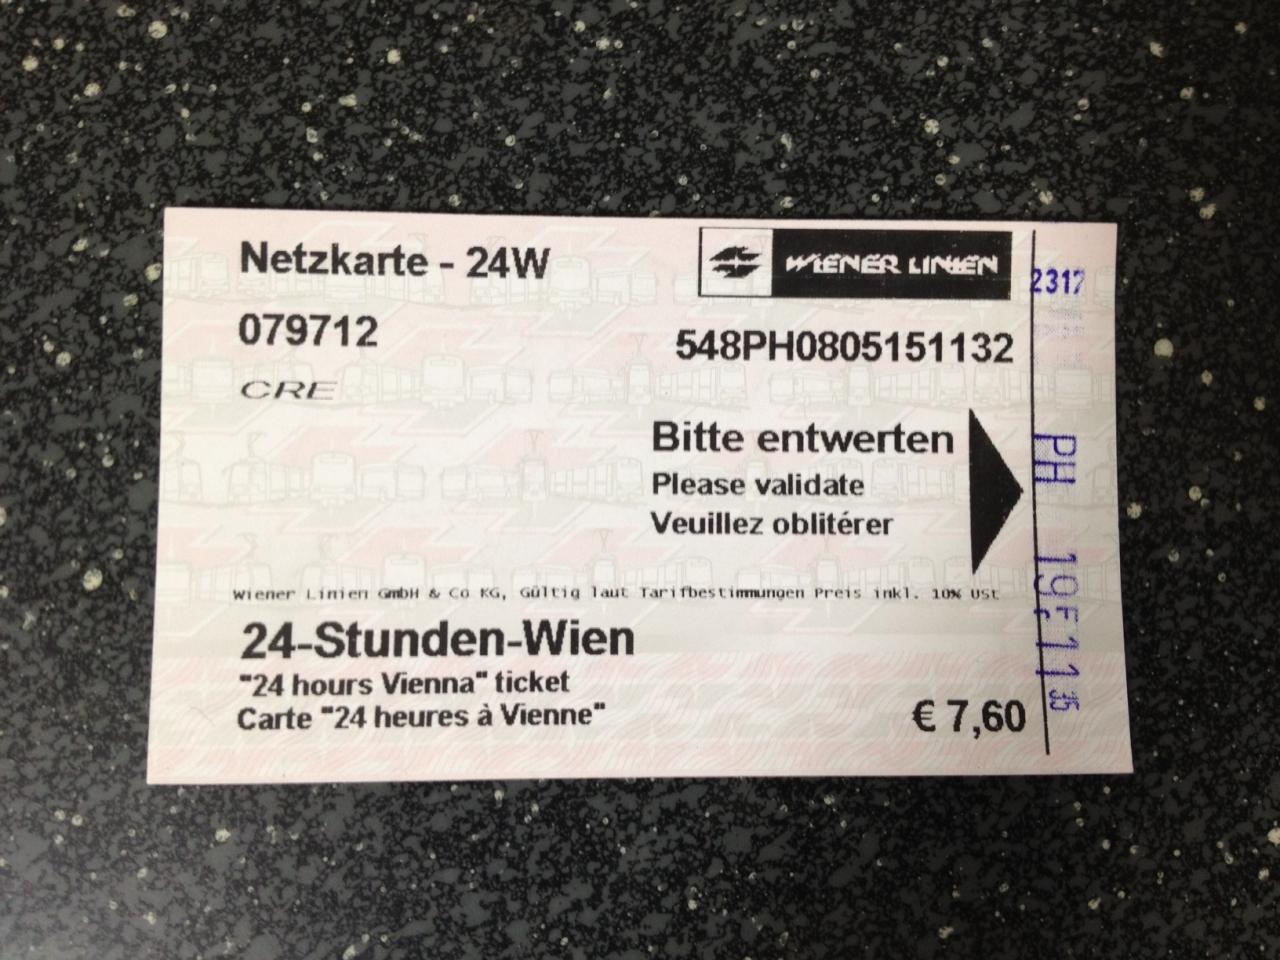 Netzkarte - 24W
WIENER LINIEN
079712
548PH0805151132
CRE
Bitte entwerten
Please validate
Veuillez oblitérer
Wiener Linien GmbH & Co KG, Gültig laut Tarifbestimmungen Preis inkl. 10% USt
24-Stunden-Wien
"24 hours Vienna" ticket
Carte "24 heures à Vienne"
€ 7,60
2317
PH 19F11 35